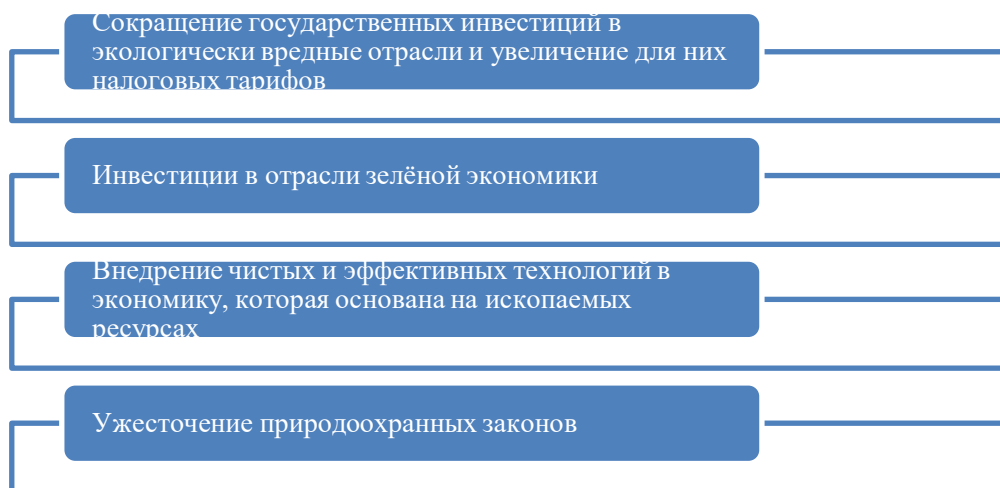 Сокращение государственных инвестиций в
экологически вредные отрасли и увеличение для них
налоговых тарифов
Инвестиции в отрасли зелёной экономики
Внедрение чистых и эффективных технологий в
экономику, которая основана на ископаемых
ресурсах
Ужесточение природоохранных законов